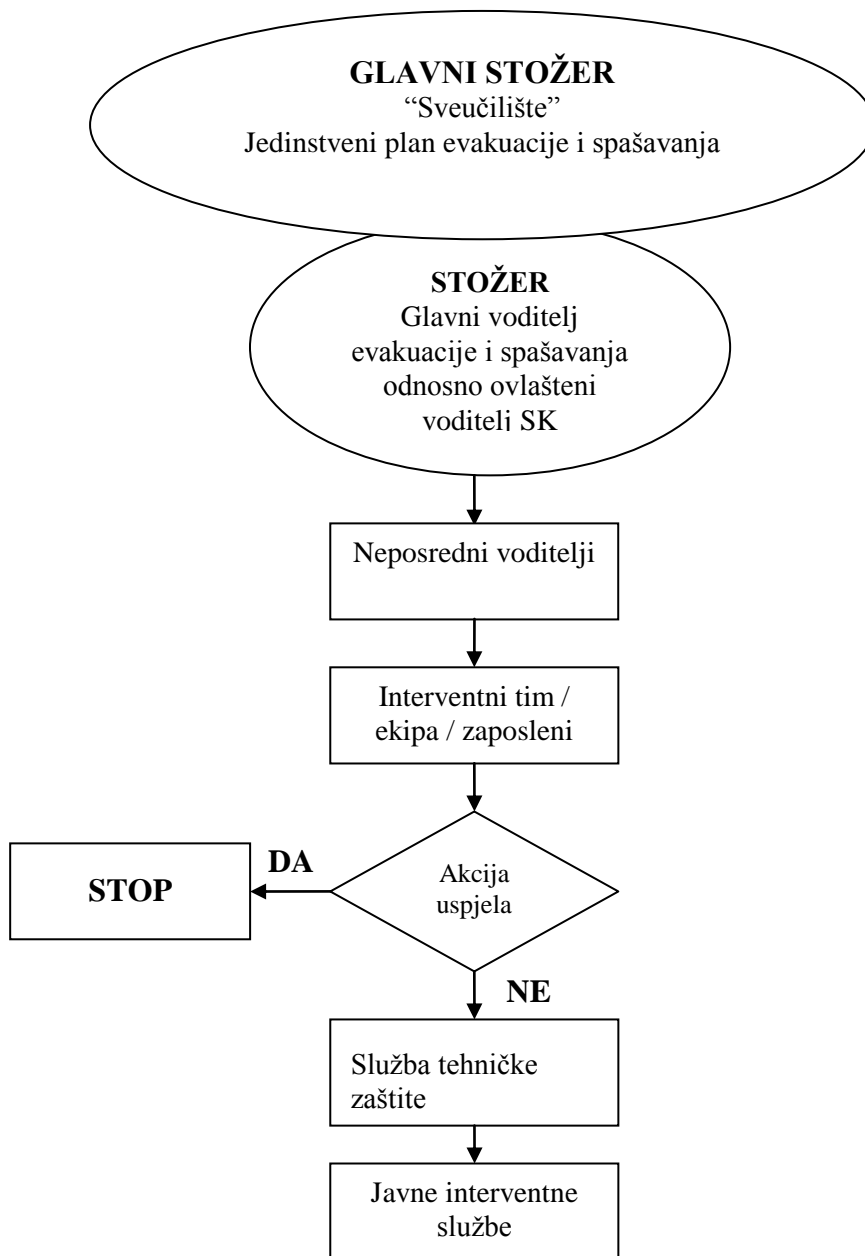 GLAVNI STOŽER
“Sveučilište”
Jedinstveni plan evakuacije i spašavanja
STOŽER
Glavni voditelj
evakuacije i spašavanja
odnosno ovlašteni
voditelj SK
Neposredni voditelji
Interventni tim /
ekipa / zaposleni
Akcija
uspjela
DA
STOP
NE
Služba tehničke
zaštite
Javne interventne
službe